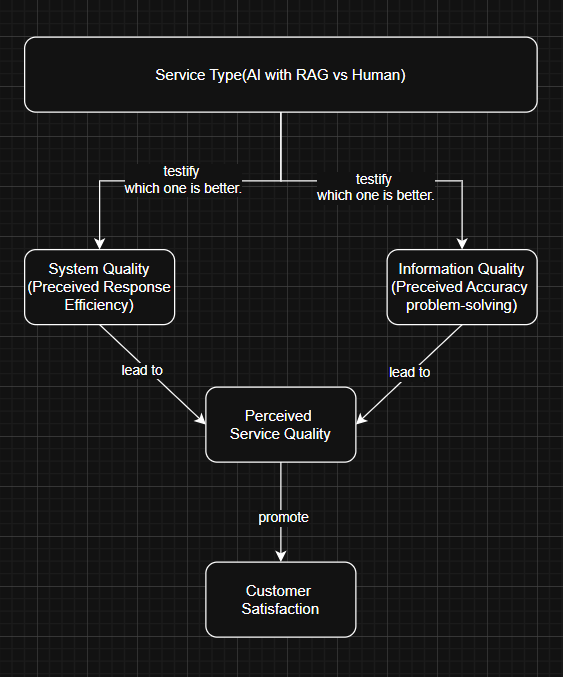 Service Type(AI with RAG vs Human)
testify
which one is better.
testify
which one is better.
System Quality
(Preceived Response
Efficiency)
Information Quality
(Preceived Accuracy
problem-solving)
lead to
lead to
Perceived
Service Quality
promote
Customer
Satisfaction